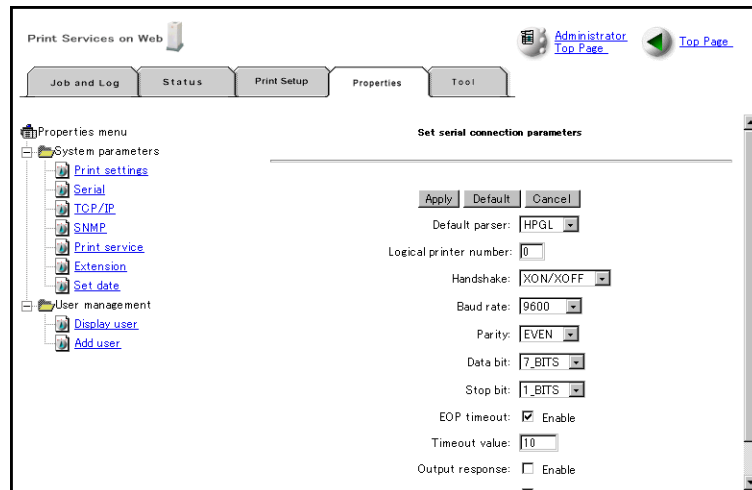 Print Services on Web
Administrator
Top Page
Top Page
Job and Log
Status
Print Setup
Properties
Tool
Properties menu
System parameters
Print settings
Serial
TCP/IP
SNMP
Print service
Extension
Set date
User management
Display user
Add user
Set serial connection parameters
Apply Default Cancel
Default parser: HPGL
Logical printer number: 0
Handshake: XON/XOFF
Baud rate: 9600
Parity: EVEN
Data bit: 7_BITS
Stop bit: 1_BITS
EOP timeout: Enable
Timeout value: 10
Output response: Enable